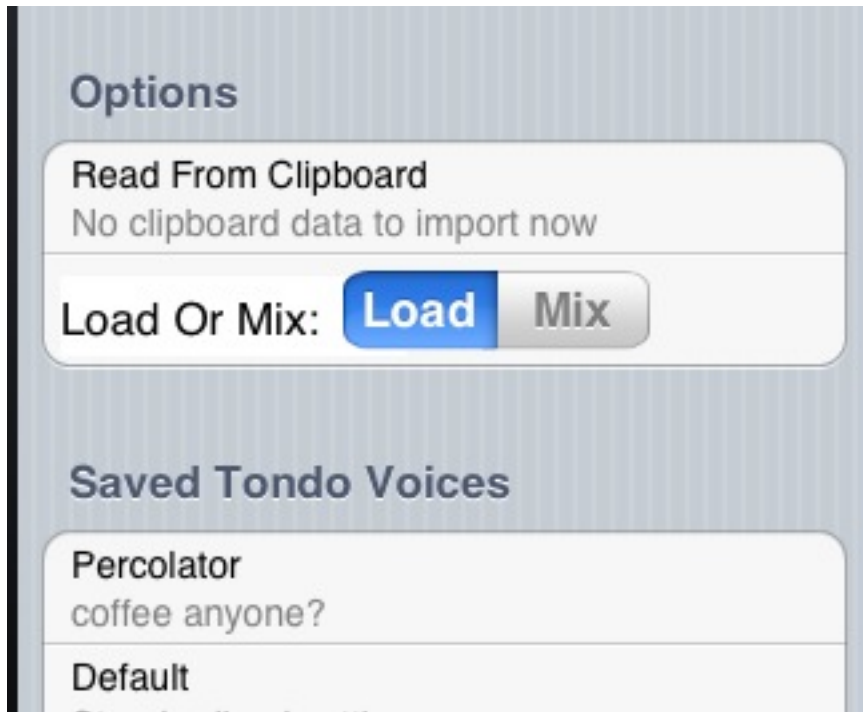 Options
Read From Clipboard
No clipboard data to import now
Load Or Mix: Load Mix
Saved Tondo Voices
Percolator
coffee anyone?
Default